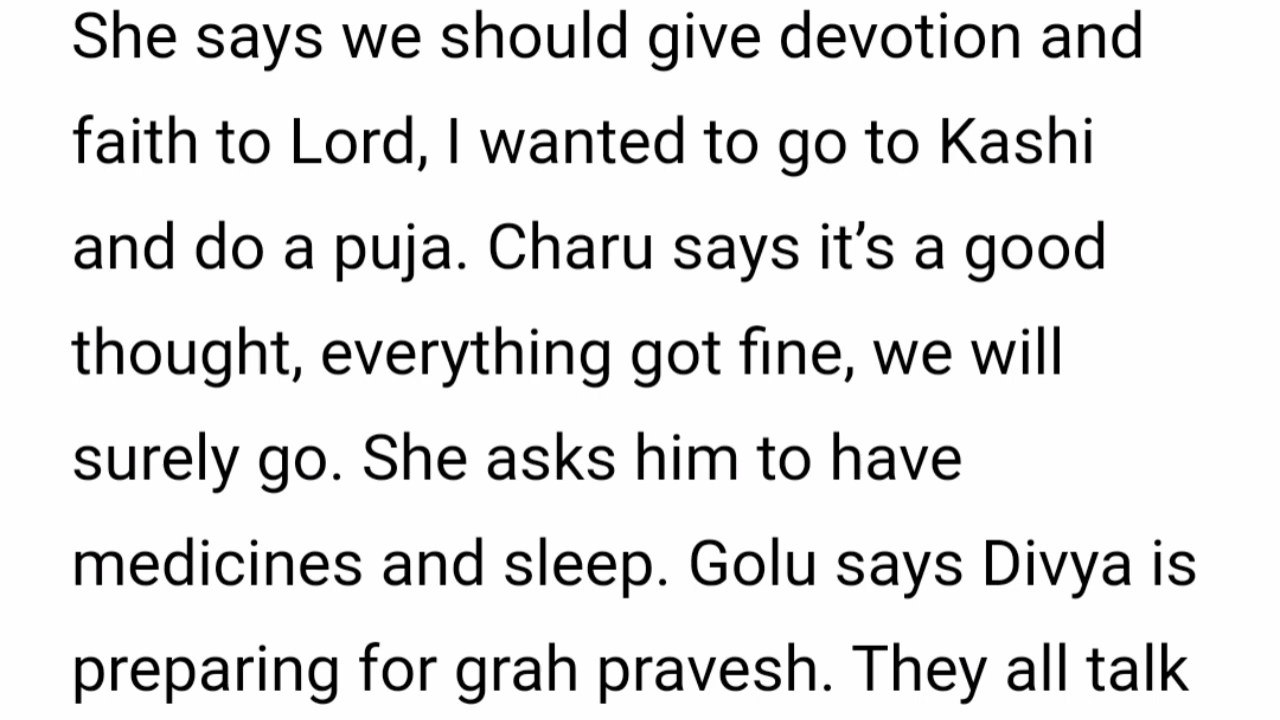 She says we should give devotion and
faith to Lord, I wanted to go to Kashi
and do a puja. Charu says it’s a good
thought, everything got fine, we will
surely go. She asks him to have
medicines and sleep. Golu says Divya is
preparing for grah pravesh. They all talk